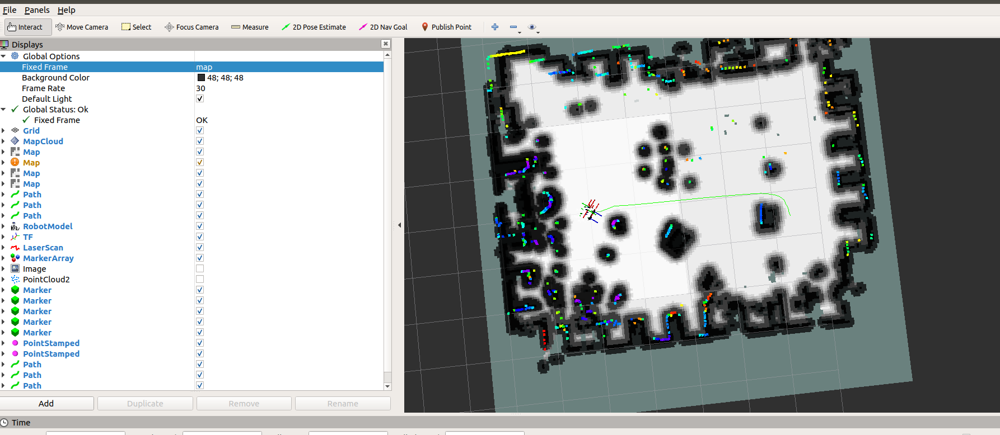 File Panels Help
Interact Move Camera Select Focus Camera Measure 2D Pose Estimate 2D Nav Goal Publish Point
Displays
Global Options
Fixed Frame map
Background Color 48; 48; 48
Frame Rate 30
Default Light
Global Status: Ok
Fixed Frame OK
Grid
MapCloud
Map
Map
Map
Map
Path
Path
Path
RobotModel
TF
LaserScan
MarkerArray
Image
PointCloud2
Marker
Marker
Marker
Marker
Marker
PointStamped
PointStamped
Path
Path
Path
Add Duplicate Remove Rename
Time